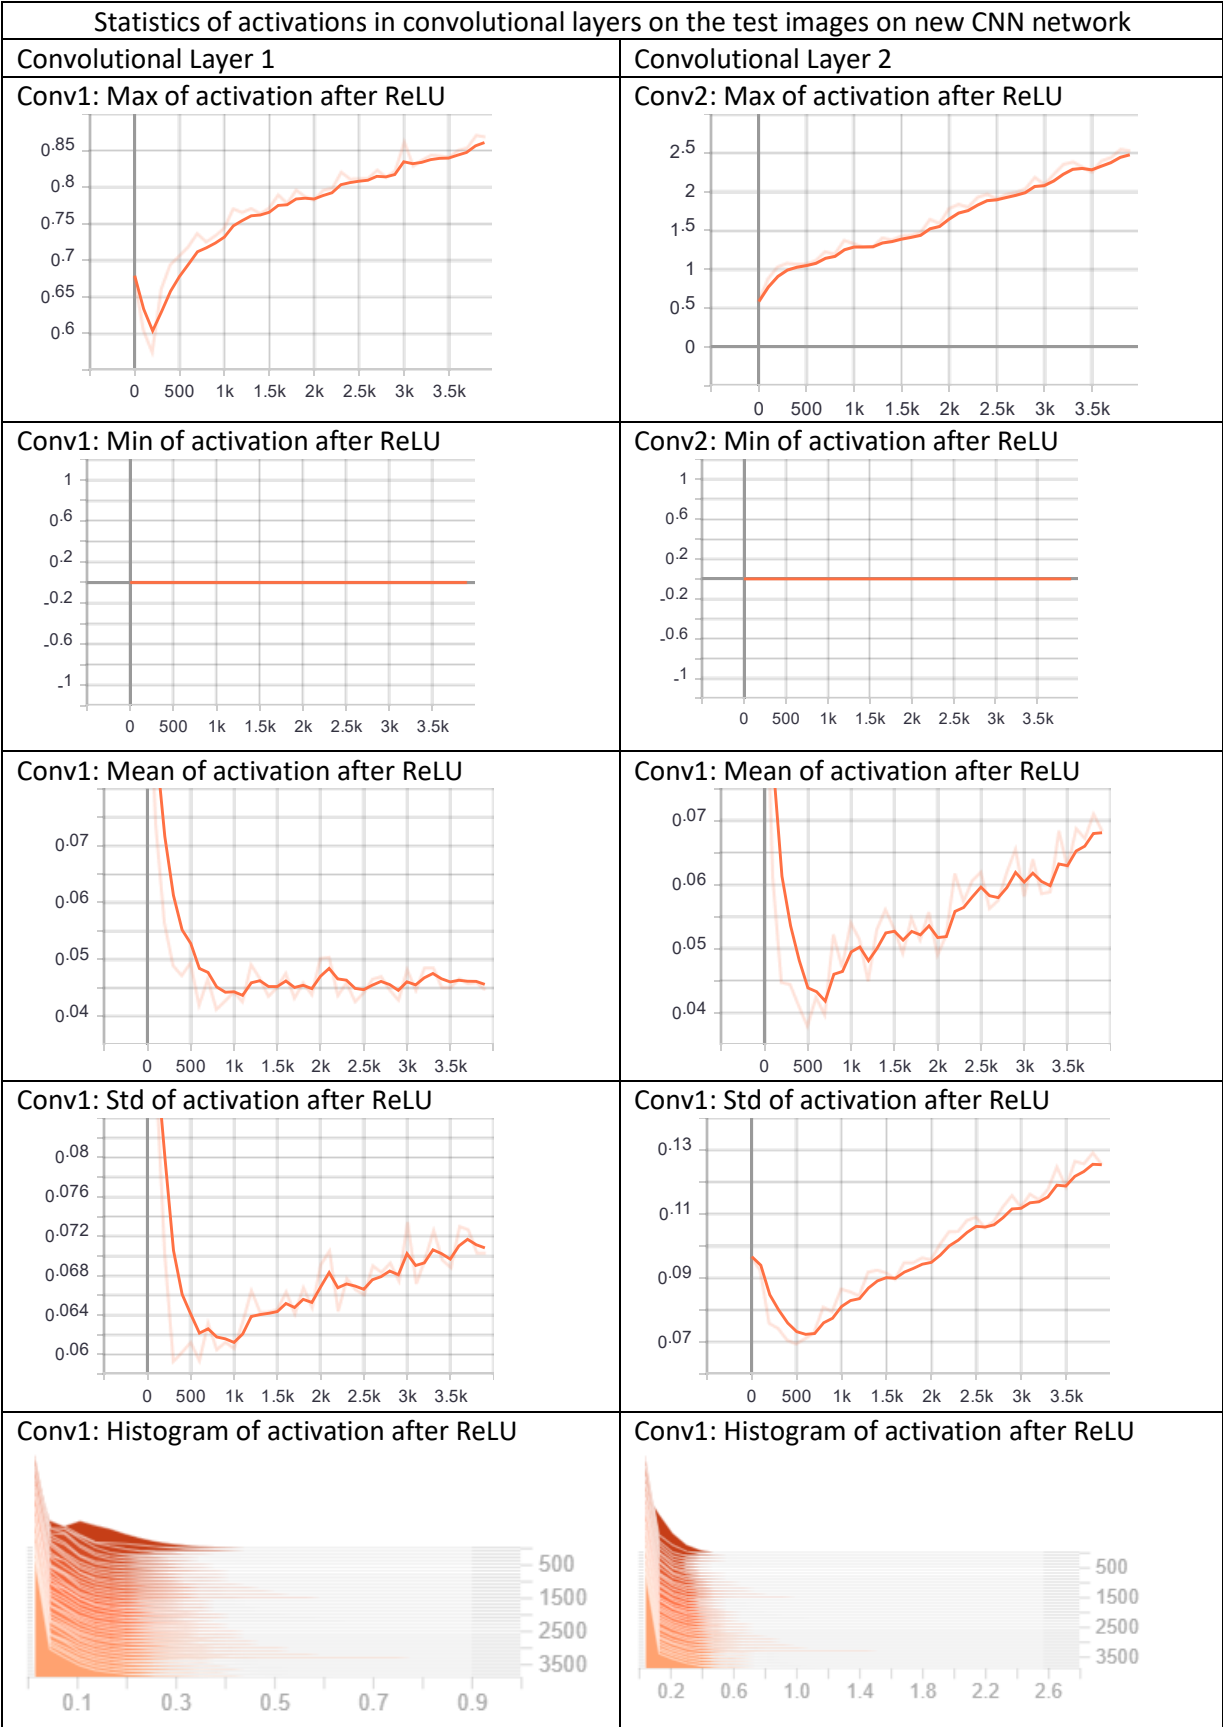 Statistics of activations in convolutional layers on the test images on new CNN network
Convolutional Layer 1
Convolutional Layer 2
Conv1: Max of activation after ReLU
0.85
0.8
0.75
0.7
0.65
0.6
0 500 1k 1.5k 2k 2.5k 3k 3.5k
Conv2: Max of activation after ReLU
2.5
2
1.5
1
0.5
0
0 500 1k 1.5k 2k 2.5k 3k 3.5k
Conv1: Min of activation after ReLU
1
0.6
0.2
-0.2
-0.6
-1
0 500 1k 1.5k 2k 2.5k 3k 3.5k
Conv2: Min of activation after ReLU
1
0.6
0.2
-0.2
-0.6
-1
0 500 1k 1.5k 2k 2.5k 3k 3.5k
Conv1: Mean of activation after ReLU
0.07
0.06
0.05
0.04
0 500 1k 1.5k 2k 2.5k 3k 3.5k
Conv1: Mean of activation after ReLU
0.07
0.06
0.05
0.04
0 500 1k 1.5k 2k 2.5k 3k 3.5k
Conv1: Std of activation after ReLU
0.08
0.076
0.072
0.068
0.064
0.06
0 500 1k 1.5k 2k 2.5k 3k 3.5k
Conv1: Std of activation after ReLU
0.13
0.11
0.09
0.07
0 500 1k 1.5k 2k 2.5k 3k 3.5k
Conv1: Histogram of activation after ReLU
500
1500
2500
3500
0.1 0.3 0.5 0.7 0.9
Conv1: Histogram of activation after ReLU
500
1500
2500
3500
0.2 0.6 1.0 1.4 1.8 2.2 2.6